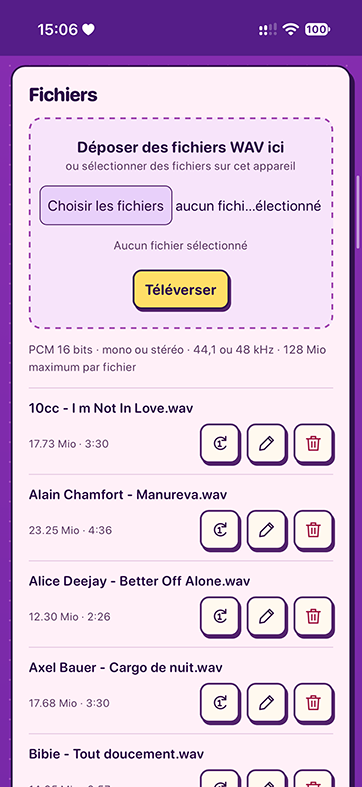 15:06
100
Fichiers
Déposer des fichiers WAV ici
ou sélectionner des fichiers sur cet appareil
Choisir les fichiers aucun fichi...électionné
Aucun fichier sélectionné
Téléverser
PCM 16 bits · mono ou stéréo · 44,1 ou 48 kHz · 128 Mio
maximum par fichier
10cc - I m Not In Love.wav
17.73 Mio · 3:30
1
Alain Chamfort - Manureva.wav
23.25 Mio · 4:36
1
Alice Deejay - Better Off Alone.wav
12.30 Mio · 2:26
1
Axel Bauer - Cargo de nuit.wav
17.68 Mio · 3:30
1
Bibie - Tout doucement.wav